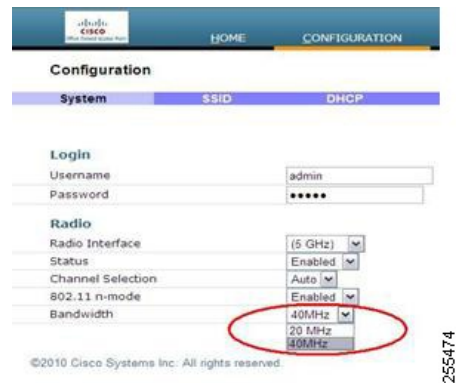 CISCO
HOME CONFIGURATION
Configuration
System SSID DHCP
Login
Username admin
Password •••••
Radio
Radio Interface (5 GHz)
Status Enabled
Channel Selection Auto
802.11 n-mode Enabled
Bandwidth 40MHz
20 MHz
40MHz
©2010 Cisco Systems Inc. All rights reserved.
255474